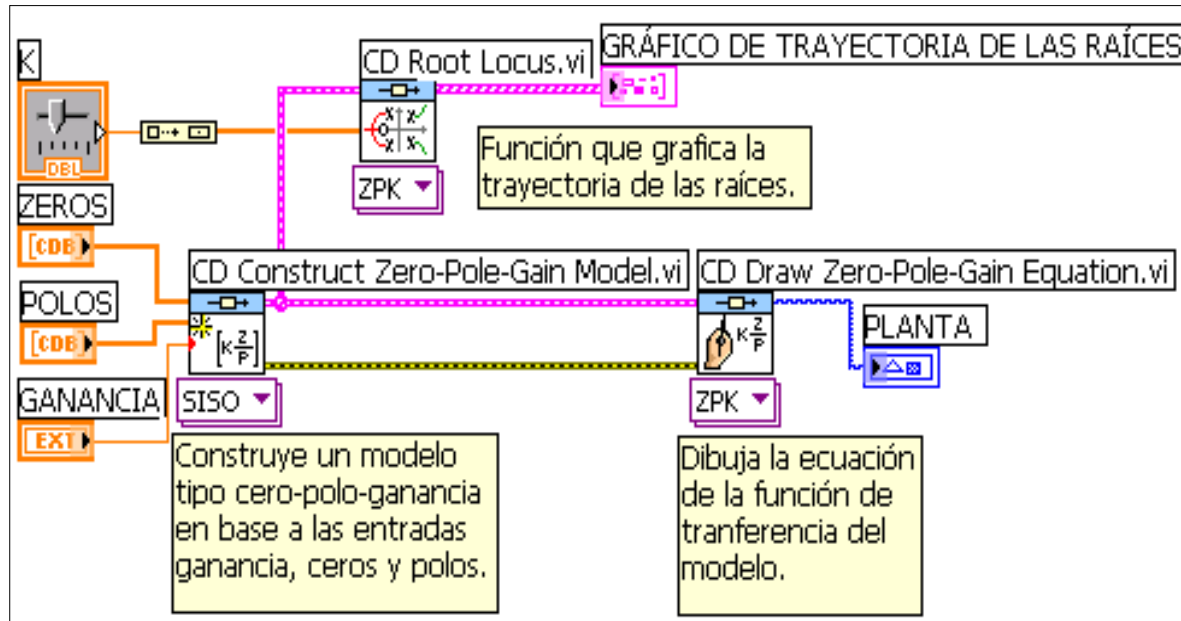 K
CD Root Locus.vi
GRÁFICO DE TRAYECTORIA DE LAS RAÍCES
DBL
ZPK
Función que grafica la
trayectoria de las raíces.
ZEROS
[CDB]
CD Construct Zero-Pole-Gain Model.vi
CD Draw Zero-Pole-Gain Equation.vi
POLOS
[CDB]
[K Z/P]
K Z/P
PLANTA
GANANCIA
EXT
SISO
ZPK
Construye un modelo
tipo cero-polo-ganancia
en base a las entradas
ganancia, ceros y polos.
Dibuja la ecuación
de la función de
tranferencia del
modelo.